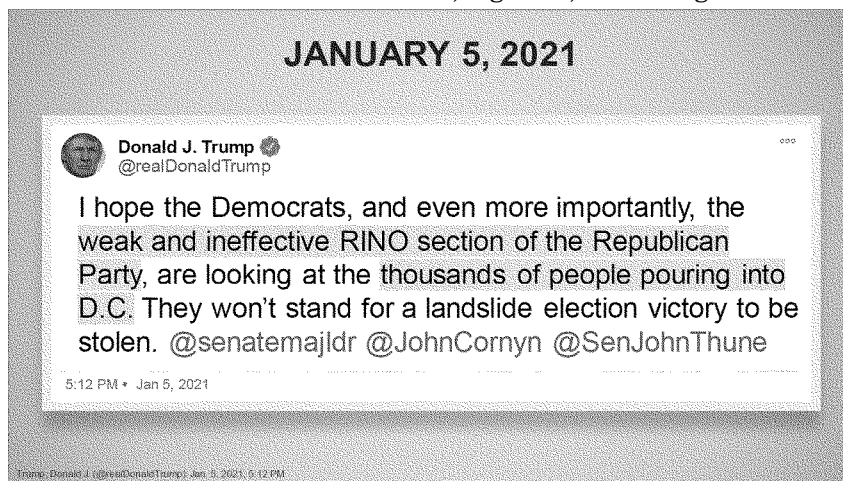 JANUARY 5, 2021
Donald J. Trump
@realDonaldTrump
I hope the Democrats, and even more importantly, the
weak and ineffective RINO section of the Republican
Party, are looking at the thousands of people pouring into
D.C. They won't stand for a landslide election victory to be
stolen. @senatemajldr @JohnCornyn @SenJohnThune
5:12 PM • Jan 5, 2021
Trump, Donald J. (@realDonaldTrump). Jan. 5, 2021, 5:12 PM